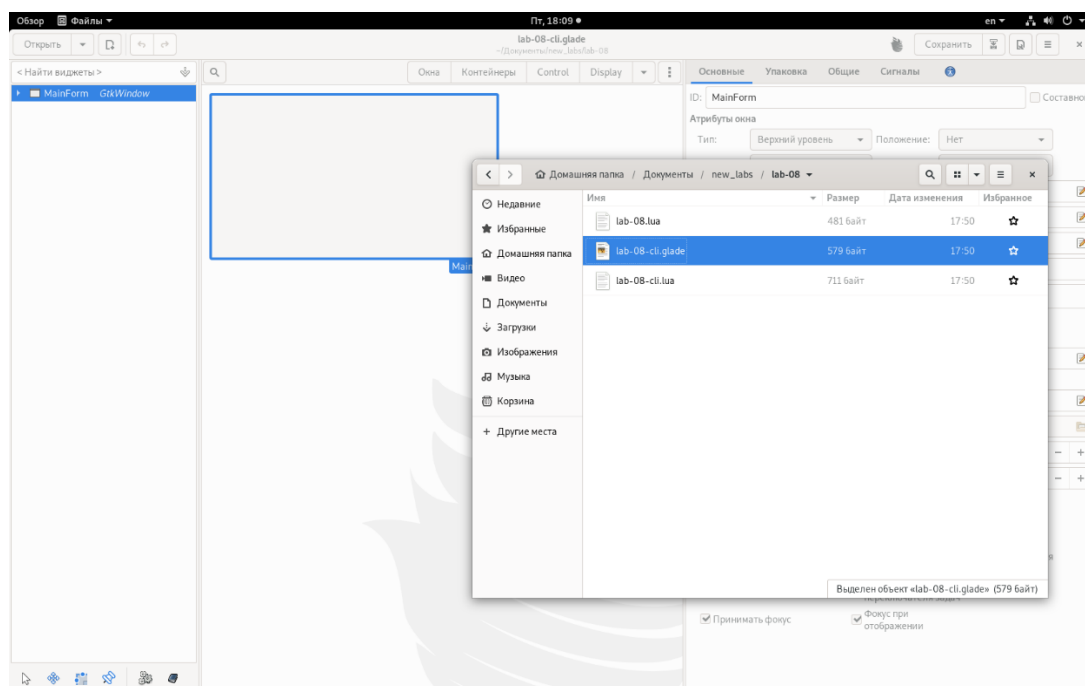 Обзор Файлы Пт, 18:09 en
Открыть lab-08-cli.glade Сохранить
~/Документы/new_labs/lab-08
< Найти виджеты > Окна Контейнеры Control Display Основные Упаковка Общие Сигналы
MainForm GtkWindow
ID: MainForm Составно
Атрибуты окна
Тип: Верхний уровень Положение: Нет
Домашняя папка / Документы / new_labs / lab-08
Имя Размер Дата изменения Избранное
Недавние
lab-08.lua 481 байт 17:50
Избранные
Домашняя папка
lab-08-cli.glade 579 байт 17:50
Main
Видео
lab-08-cli.lua 711 байт 17:50
Документы
Загрузки
Изображения
Музыка
Корзина
+ Другие места
Выделен объект «lab-08-cli.glade» (579 байт)
Принимать фокус
Фокус при
отображении